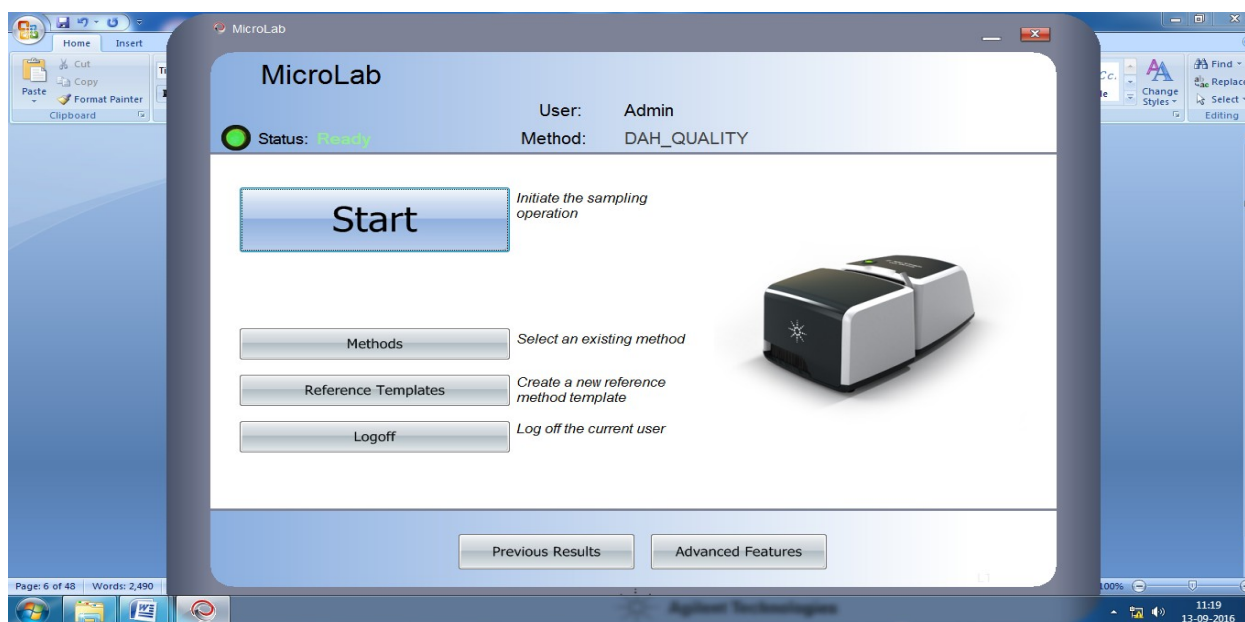 MicroLab
Home Insert
Cut
Copy
Paste
Format Painter
Clipboard
MicroLab
User: Admin
Status: Ready
Method: DAH_QUALITY
Start
Initiate the sampling
operation
Methods
Select an existing method
Reference Templates
Create a new reference
method template
Logoff
Log off the current user
Previous Results
Advanced Features
L1
Find
Replace
Select
Change
Styles
Editing
Page: 6 of 48 Words: 2,490
100%
Agilent Technologies
11:19
13-09-2016